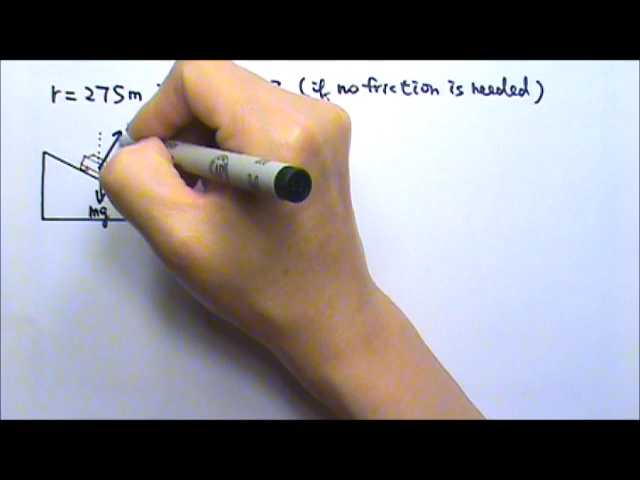 r = 275m ? (if no friction is needed)
mg